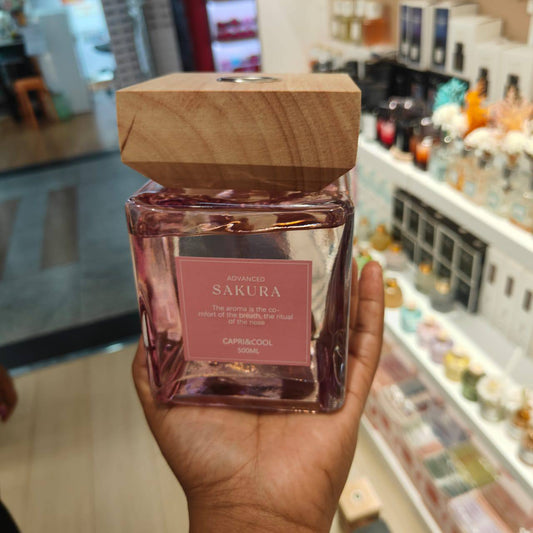 ADVANCED
SAKURA
The aroma is the co-
mfort of the breath, the ritual
of the nose
CAPRI&COOL
500ML